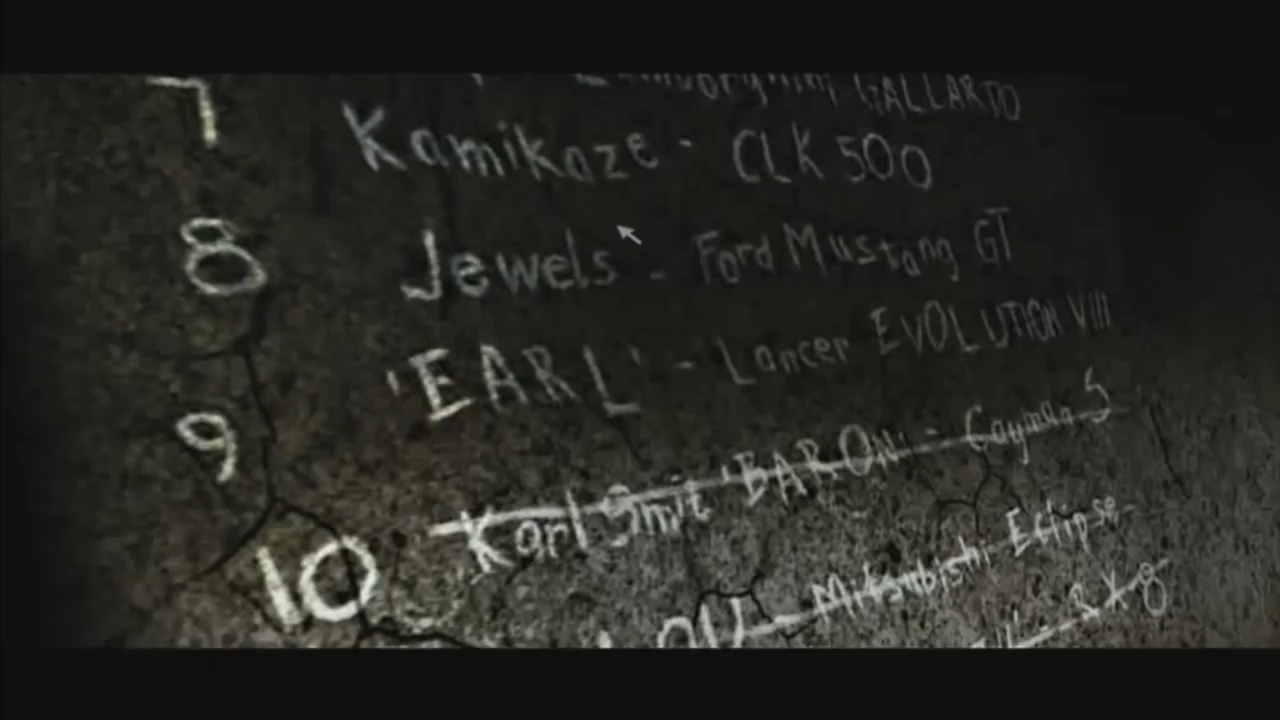 7
GALLARDO
Kamikaze - CLK 500
8 Jewels - Ford Mustang GT
'EARL' - Lancer EVOLUTION VIII
9
Karl Smit 'BARON' - Cayman S
10
Mitsubishi Eclipse